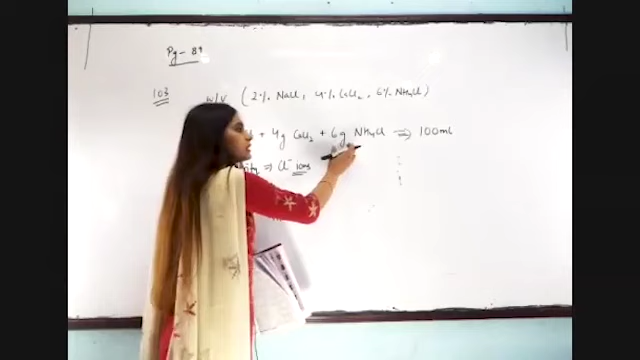 Pg - 89
103 w/v (2% NaCl, 4% CaCl2, 6% NH4Cl)
+ 4g CaCl2 + 6g NH4Cl ⇒ 100ml
⇒ Cl⁻ ions